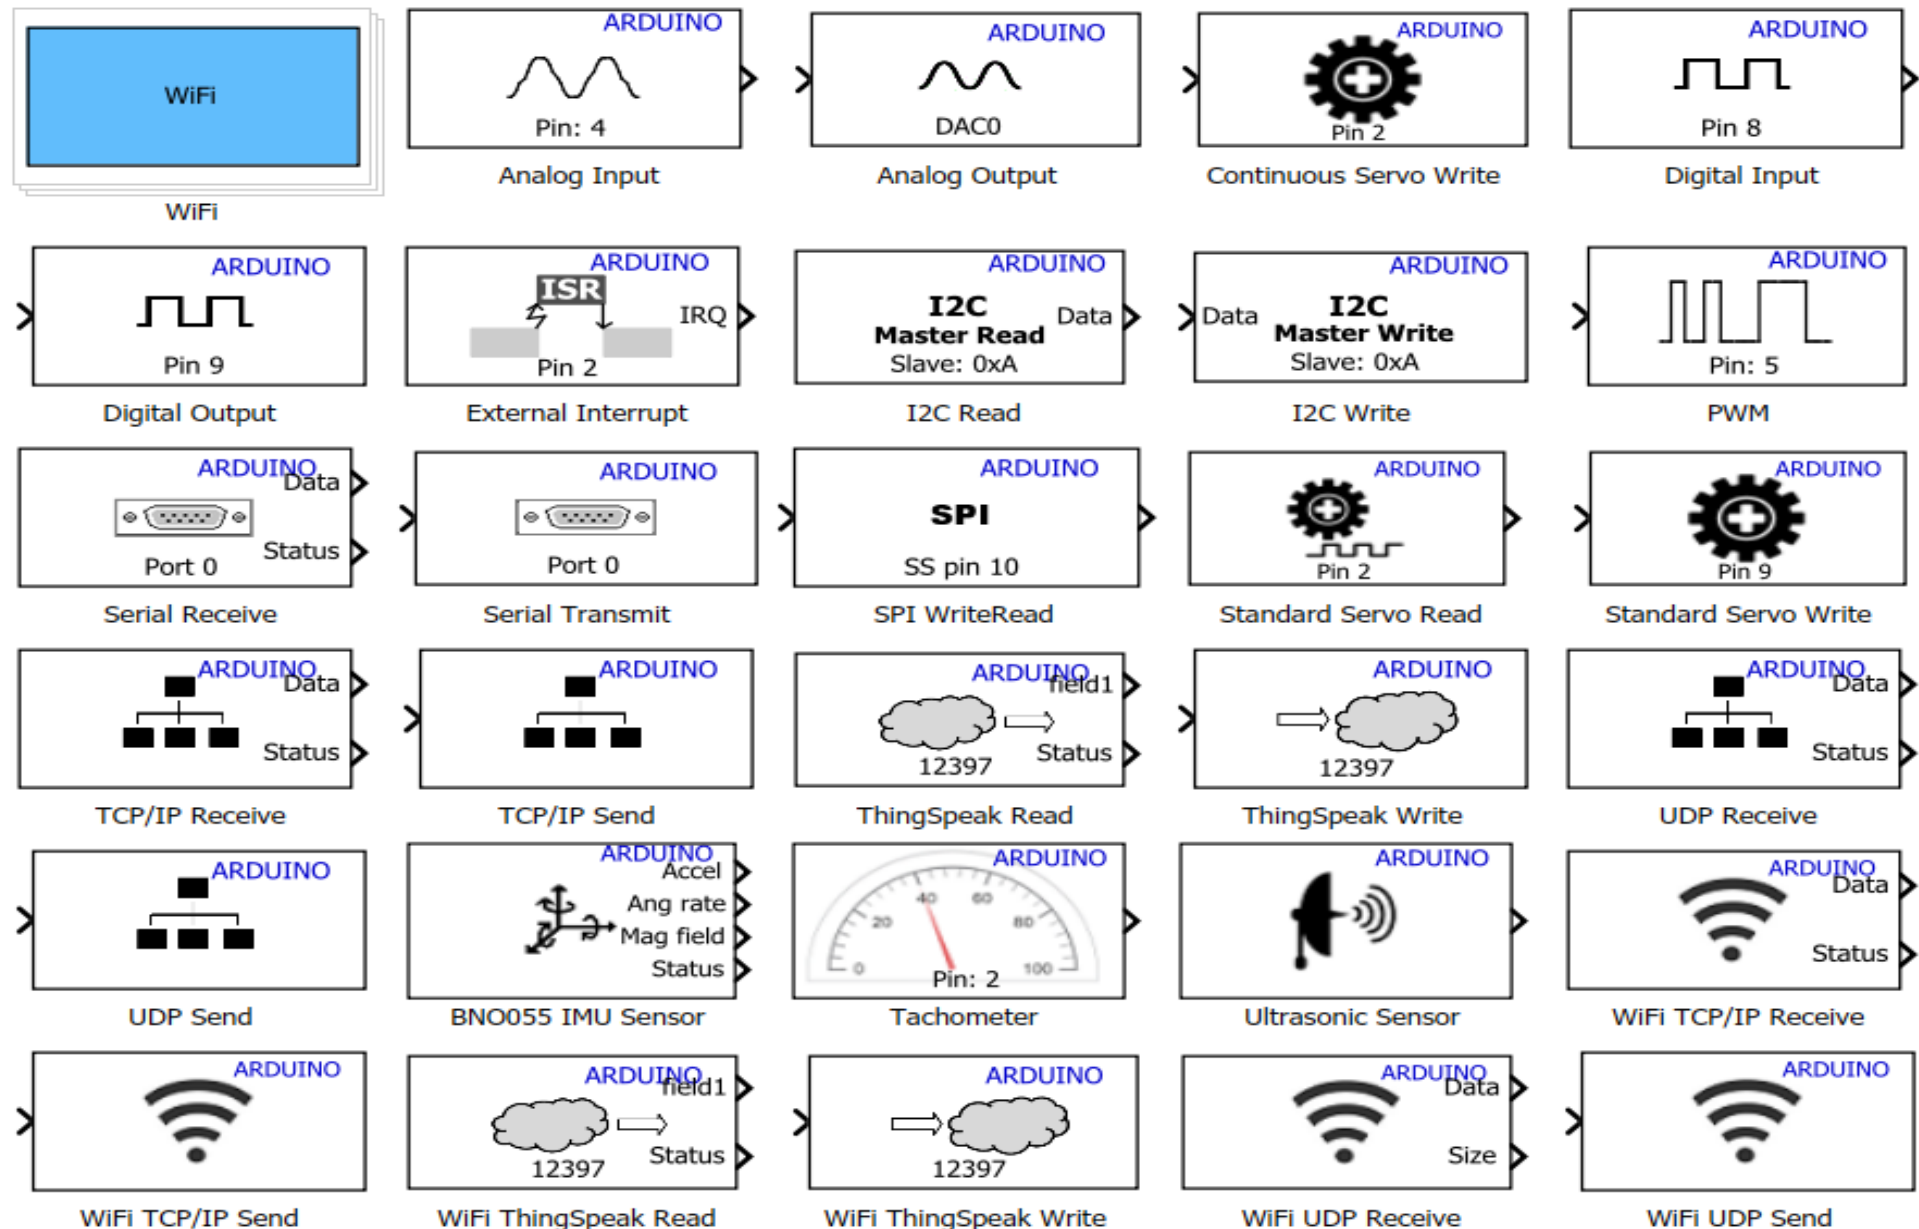 WiFi
WiFi
ARDUINO
Pin: 4
Analog Input
ARDUINO
DAC0
Analog Output
ARDUINO
Pin 2
Continuous Servo Write
ARDUINO
Pin 8
Digital Input
ARDUINO
Pin 9
Digital Output
ARDUINO
ISR
IRQ
Pin 2
External Interrupt
ARDUINO
I2C
Data
Master Read
Slave: 0xA
I2C Read
ARDUINO
I2C
Data
Master Write
Slave: 0xA
I2C Write
ARDUINO
Pin: 5
PWM
ARDUINO
Data
Status
Port 0
Serial Receive
ARDUINO
Port 0
Serial Transmit
ARDUINO
SPI
SS pin 10
SPI WriteRead
ARDUINO
Pin 2
Standard Servo Read
ARDUINO
Pin 9
Standard Servo Write
ARDUINO
Data
Status
TCP/IP Receive
ARDUINO
TCP/IP Send
ARDUINO
field1
Status
12397
ThingSpeak Read
ARDUINO
12397
ThingSpeak Write
ARDUINO
Data
Status
UDP Receive
ARDUINO
UDP Send
ARDUINO
Accel
Ang rate
Mag field
Status
BNO055 IMU Sensor
ARDUINO
0 20 40 60 80 100
Pin: 2
Tachometer
ARDUINO
Ultrasonic Sensor
ARDUINO
Data
Status
WiFi TCP/IP Receive
ARDUINO
WiFi TCP/IP Send
ARDUINO
field1
Status
12397
WiFi ThingSpeak Read
ARDUINO
12397
WiFi ThingSpeak Write
ARDUINO
Data
Size
WiFi UDP Receive
ARDUINO
WiFi UDP Send